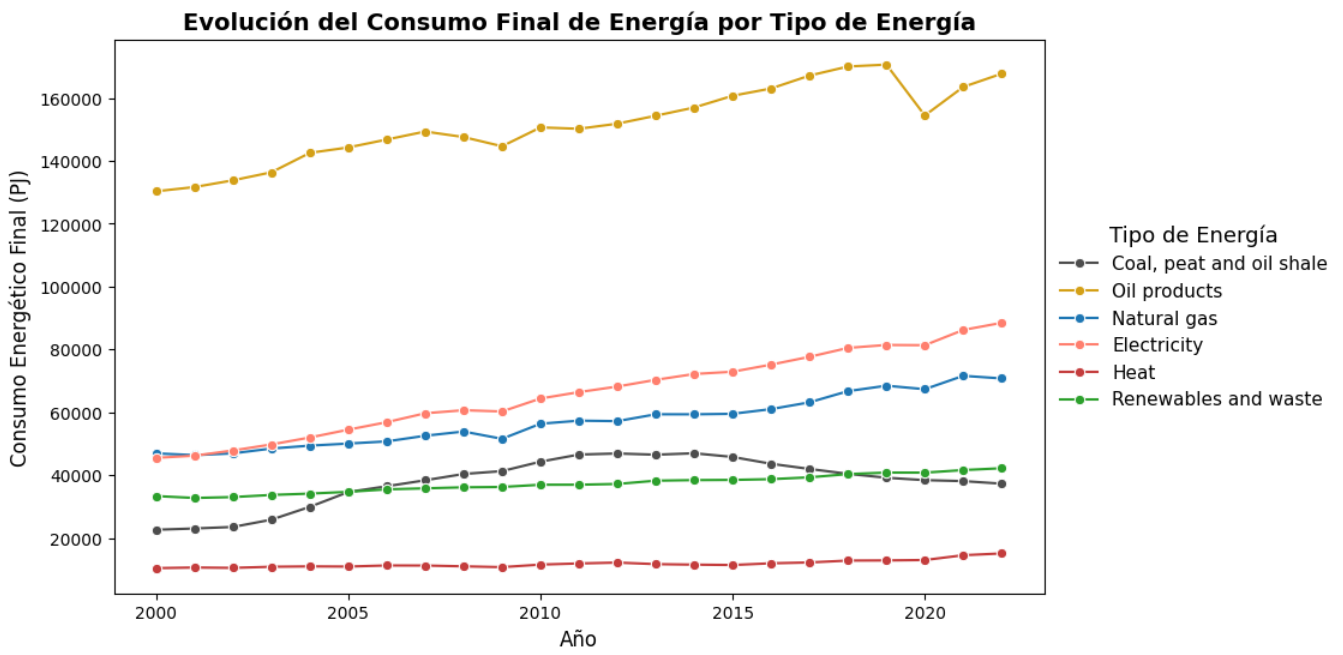 Evolución del Consumo Final de Energía por Tipo de Energía
Consumo Energético Final (PJ)
160000
140000
120000
100000
80000
60000
40000
20000
2000
2005
2010
2015
2020
Año
Tipo de Energía
Coal, peat and oil shale
Oil products
Natural gas
Electricity
Heat
Renewables and waste